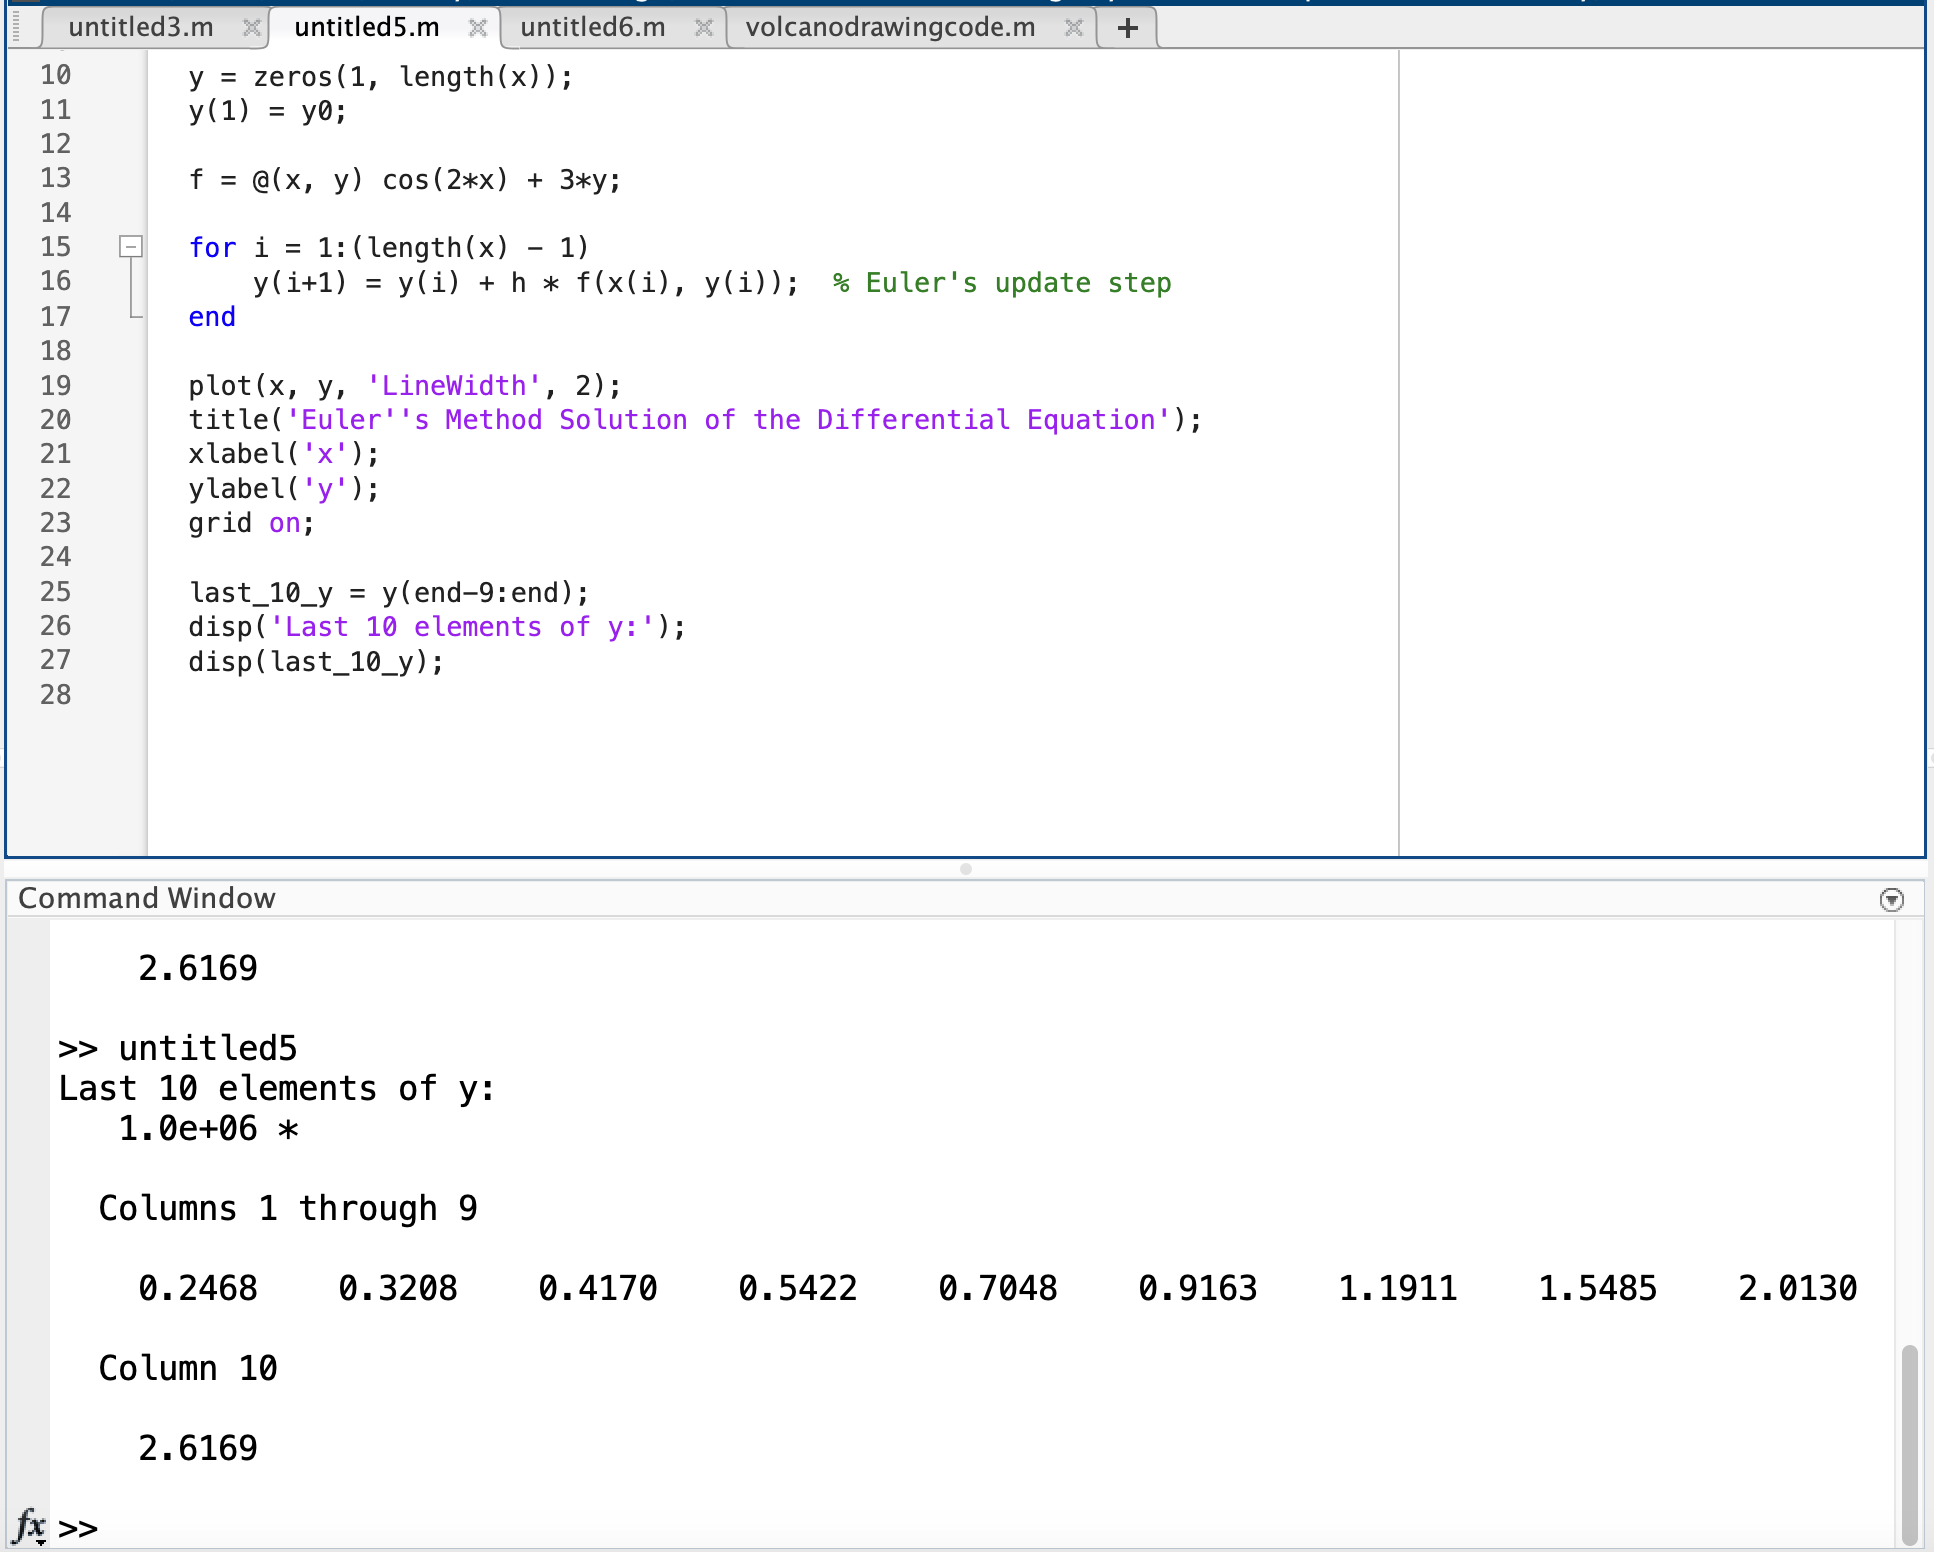 untitled3.m untitled5.m untitled6.m volcanodrawingcode.m +
10 y = zeros(1, length(x));
11 y(1) = y0;
12
13 f = @(x, y) cos(2*x) + 3*y;
14
15 for i = 1:(length(x) - 1)
16 y(i+1) = y(i) + h * f(x(i), y(i)); % Euler's update step
17 end
18
19 plot(x, y, 'LineWidth', 2);
20 title('Euler''s Method Solution of the Differential Equation');
21 xlabel('x');
22 ylabel('y');
23 grid on;
24
25 last_10_y = y(end-9:end);
26 disp('Last 10 elements of y:');
27 disp(last_10_y);
28
Command Window
2.6169
>> untitled5
Last 10 elements of y:
1.0e+06 *
Columns 1 through 9
0.2468 0.3208 0.4170 0.5422 0.7048 0.9163 1.1911 1.5485 2.0130
Column 10
2.6169
fx >>